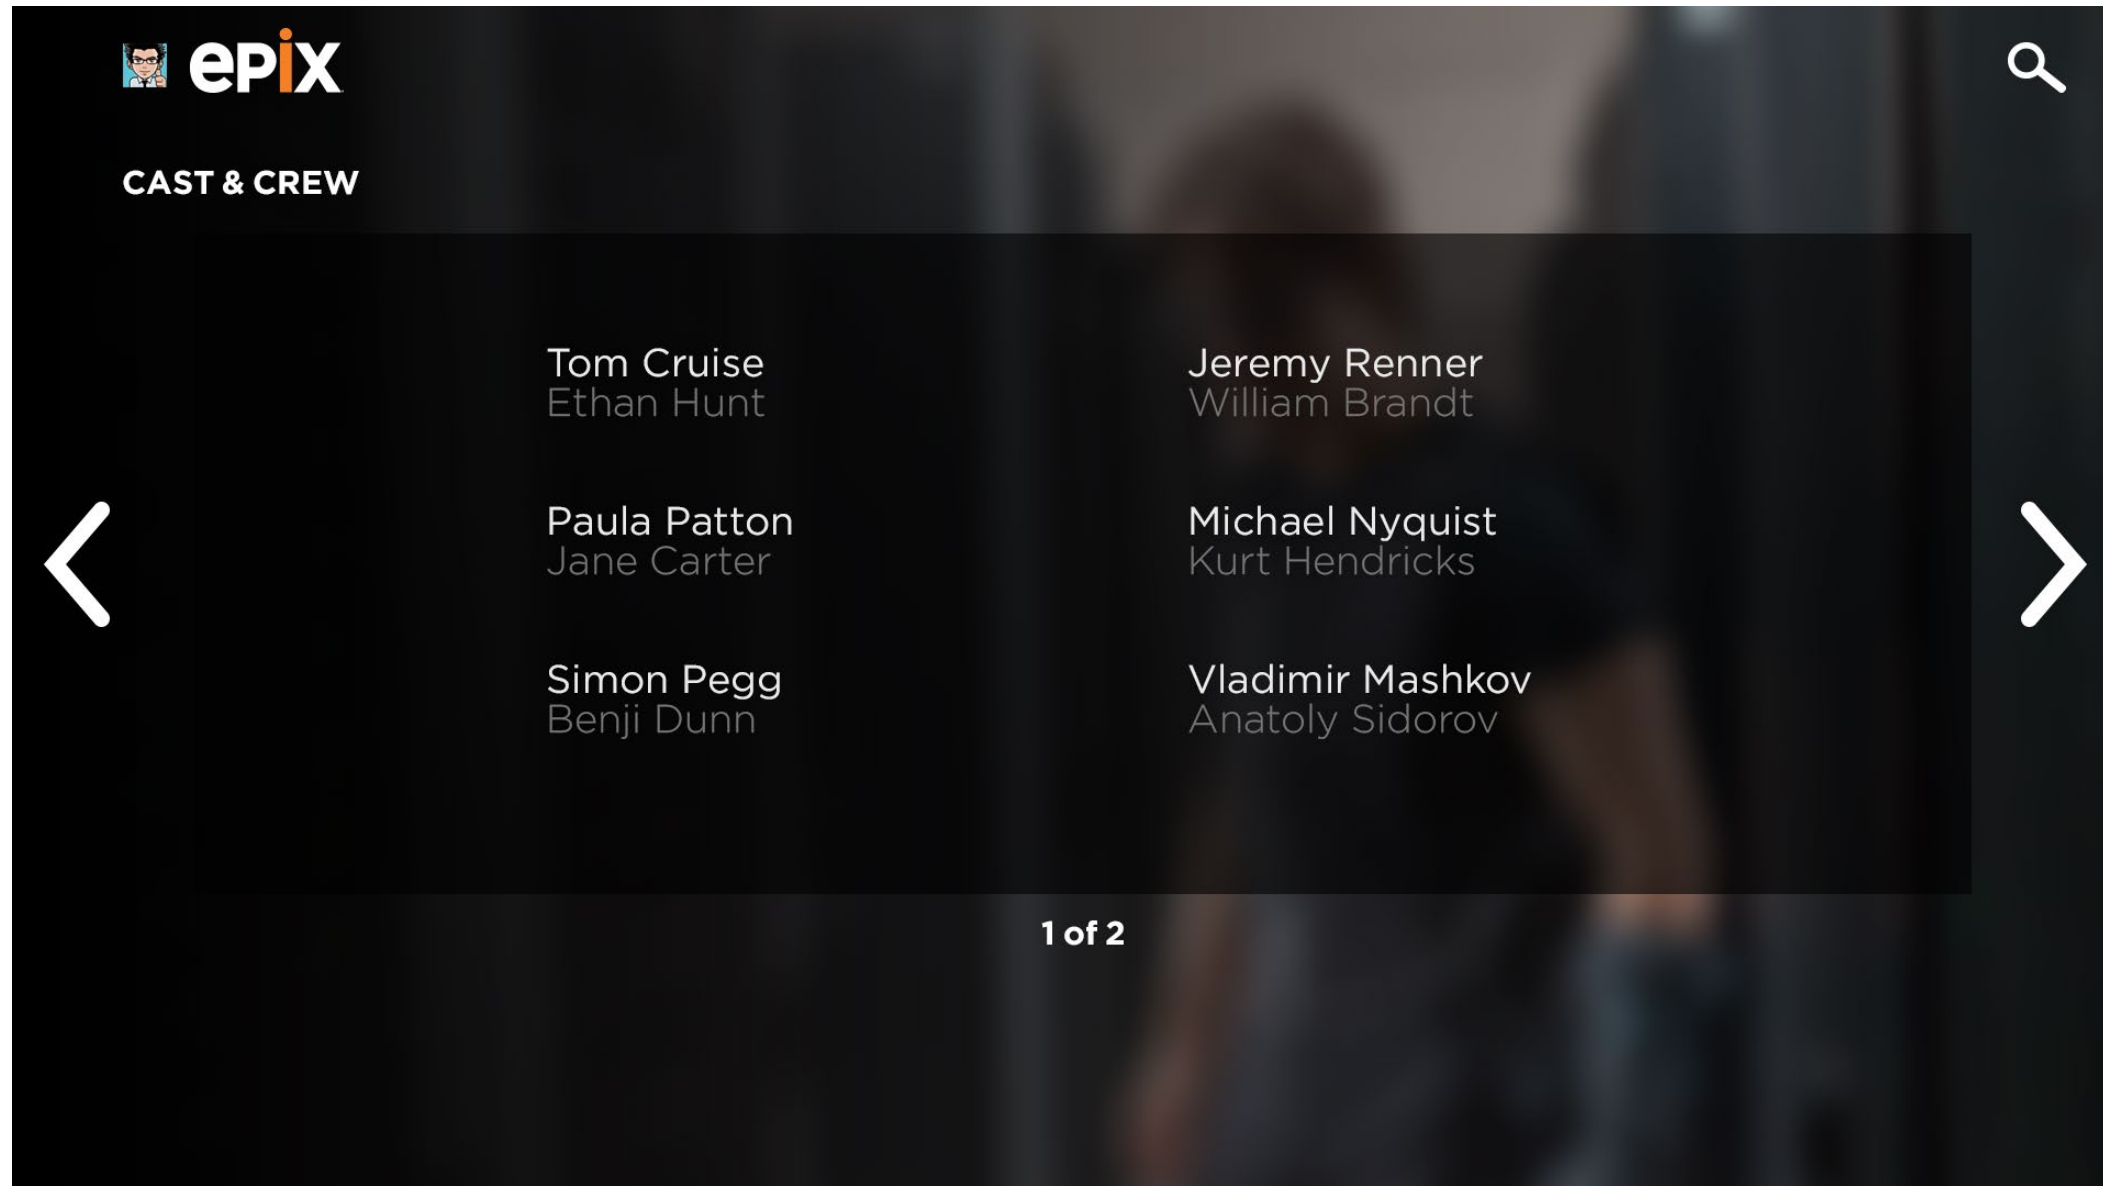 epix
CAST & CREW
Tom Cruise
Ethan Hunt
Jeremy Renner
William Brandt
Paula Patton
Jane Carter
Michael Nyquist
Kurt Hendricks
Simon Pegg
Benji Dunn
Vladimir Mashkov
Anatoly Sidorov
1 of 2